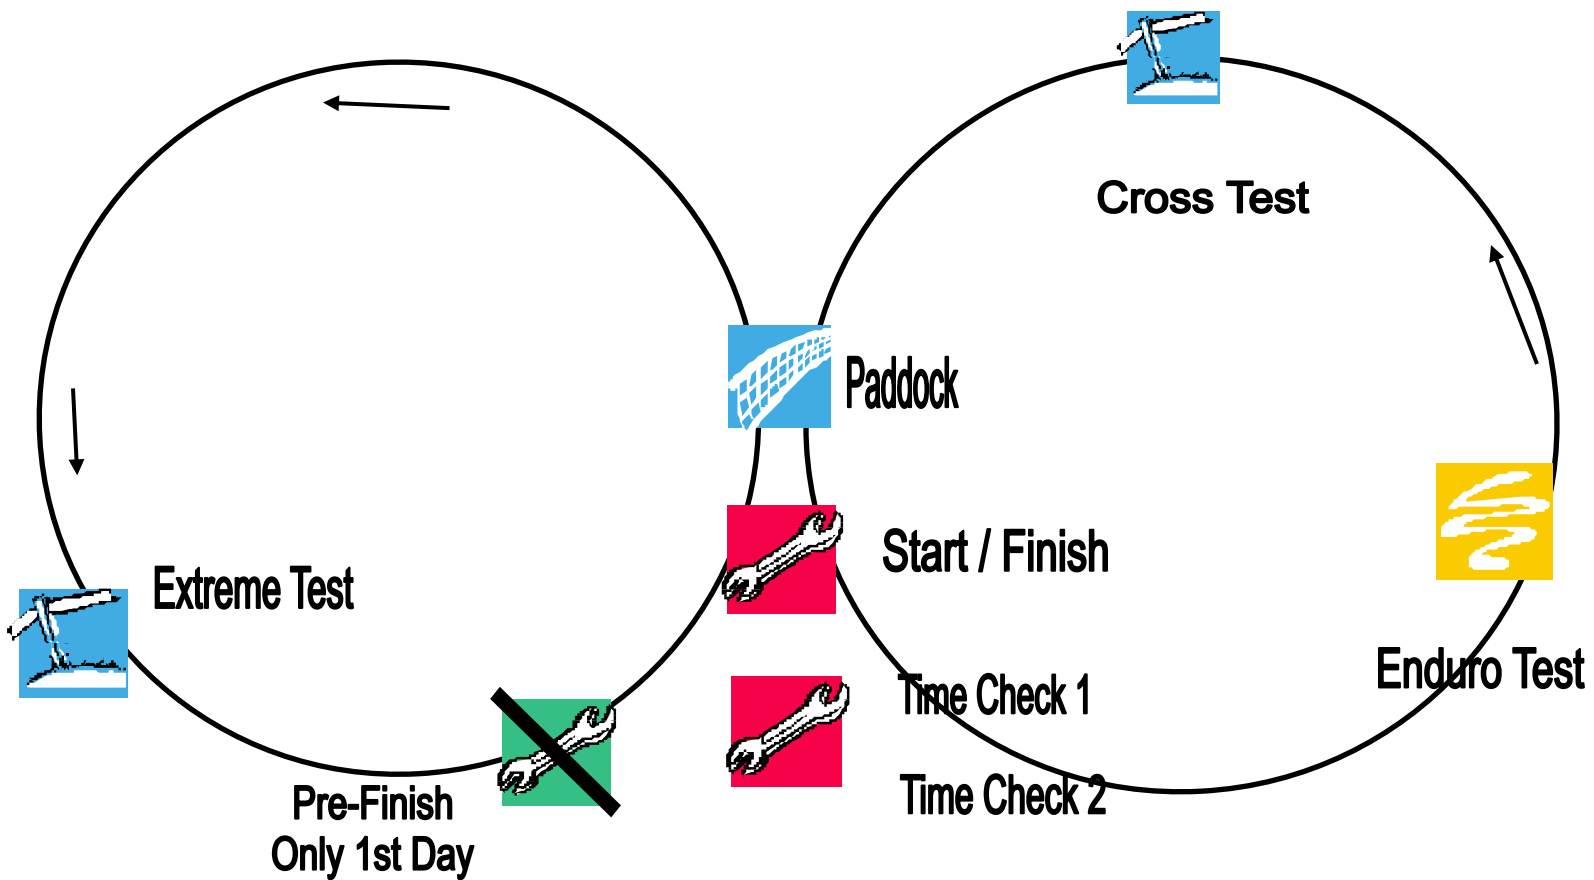 Cross Test
Paddock
Start / Finish
Extreme Test
Enduro Test
Time Check 1
Time Check 2
Pre-Finish
Only 1st Day